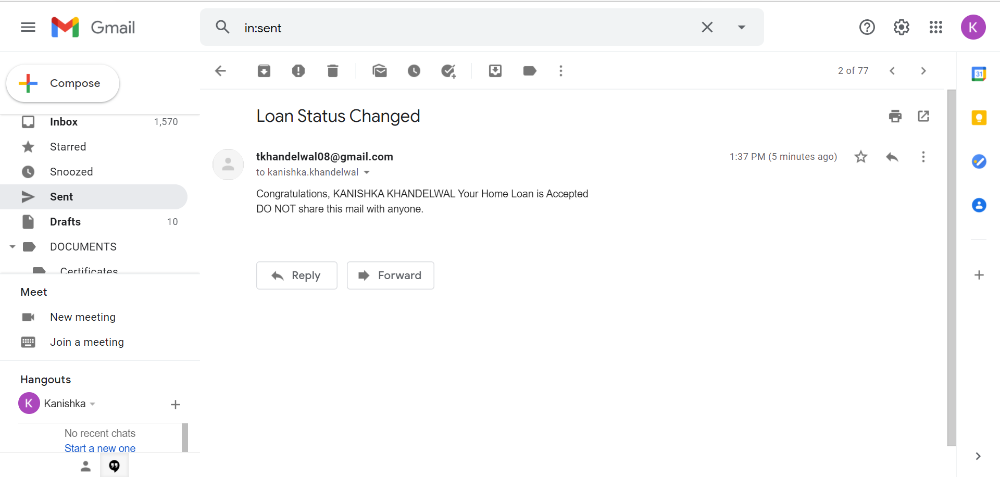 Gmail
in:sent
K
Compose
2 of 77
31
Inbox 1,570
Starred
Snoozed
Sent
Drafts 10
DOCUMENTS
Certificates
Loan Status Changed
tkhandelwal08@gmail.com
1:37 PM (5 minutes ago)
to kanishka.khandelwal
Congratulations, KANISHKA KHANDELWAL Your Home Loan is Accepted
DO NOT share this mail with anyone.
Reply
Forward
Meet
New meeting
Join a meeting
Hangouts
K Kanishka
No recent chats
Start a new one